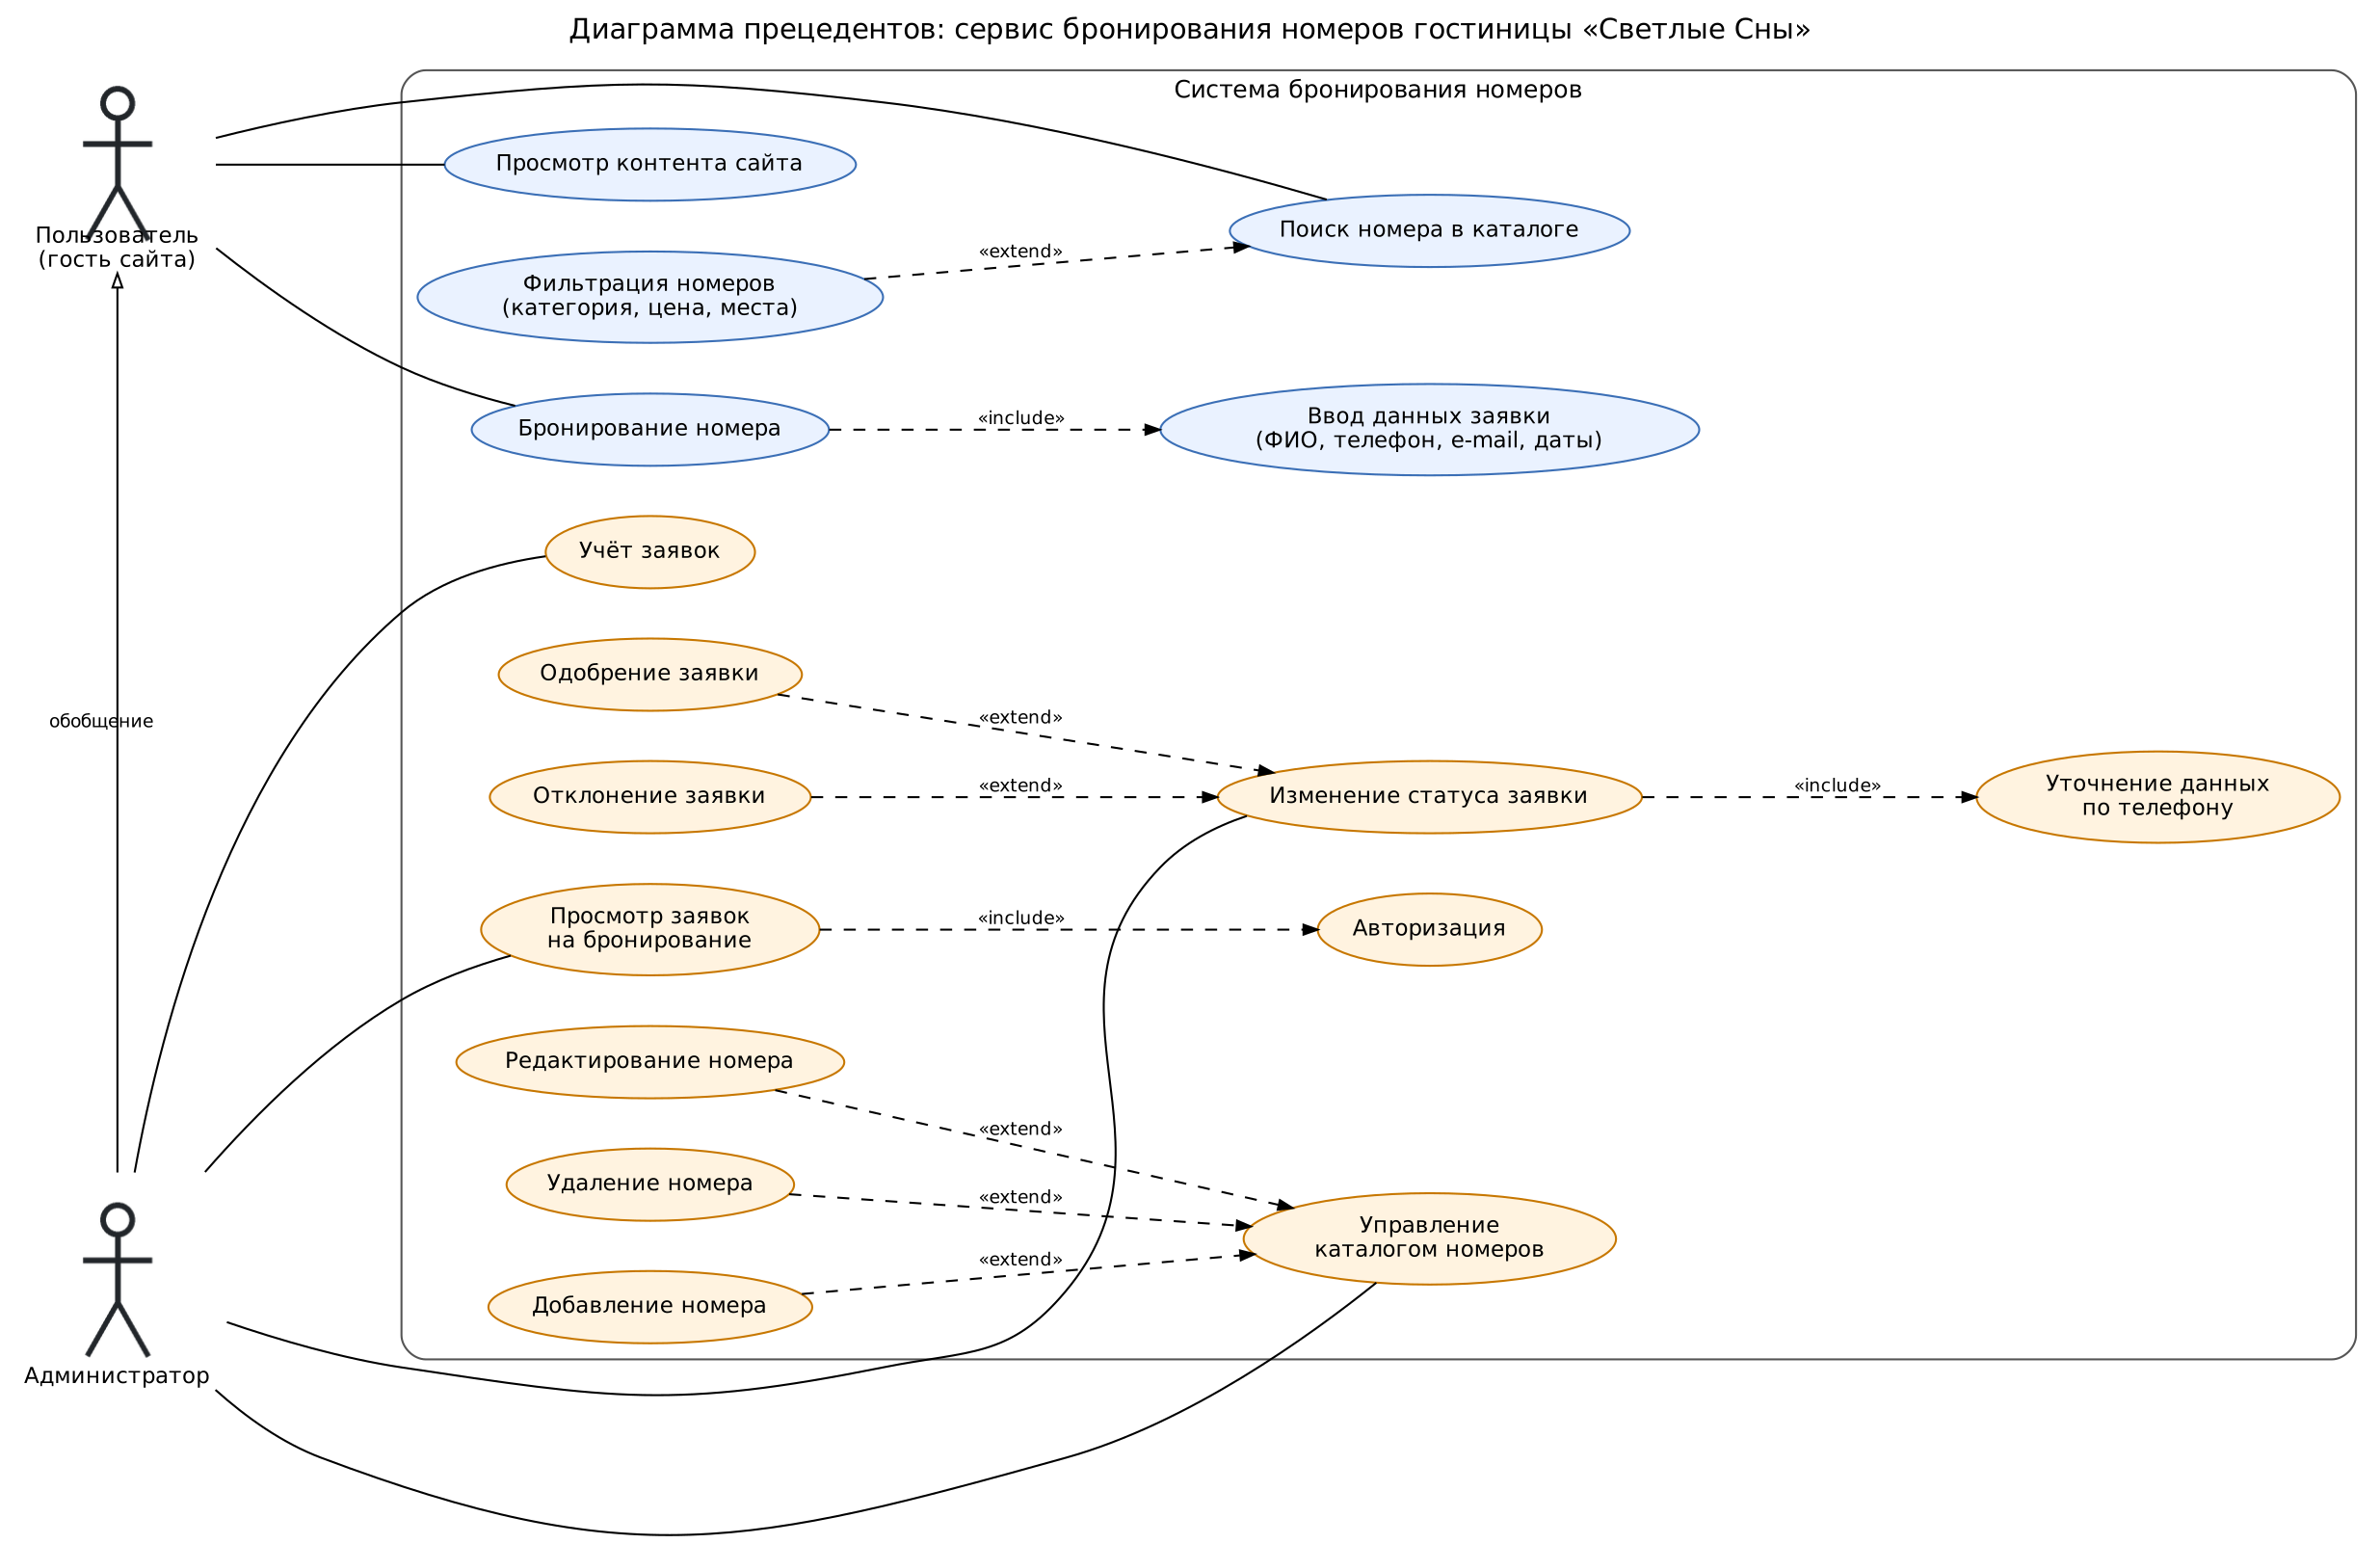 Диаграмма прецедентов: сервис бронирования номеров гостиницы «Светлые Сны»
Система бронирования номеров
Пользователь
(гость сайта)
Просмотр контента сайта
Поиск номера в каталоге
«extend»
Фильтрация номеров
(категория, цена, места)
Бронирование номера
«include»
Ввод данных заявки
(ФИО, телефон, e-mail, даты)
Учёт заявок
Одобрение заявки
«extend»
обобщение
Отклонение заявки
«extend»
Изменение статуса заявки
«include»
Уточнение данных
по телефону
Просмотр заявок
на бронирование
«include»
Авторизация
Редактирование номера
«extend»
Удаление номера
«extend»
Управление
каталогом номеров
«extend»
Добавление номера
Администратор